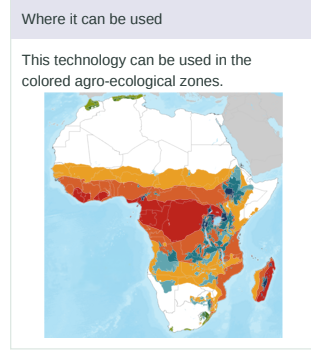 Where it can be used
This technology can be used in the
colored agro-ecological zones.